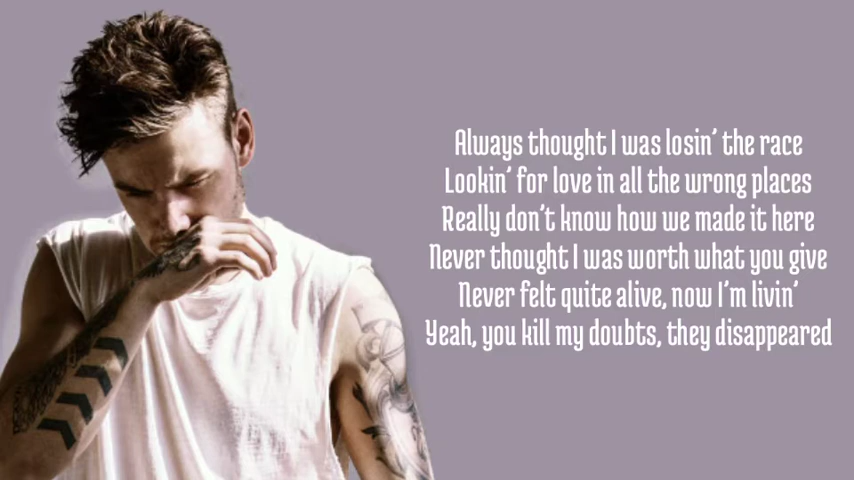 Always thought I was losin' the race
Lookin' for love in all the wrong places
Really don't know how we made it here
Never thought I was worth what you give
Never felt quite alive, now I'm livin'
Yeah, you kill my doubts, they disappeared